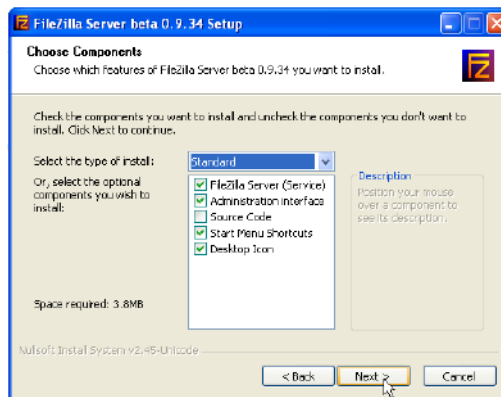 FileZilla Server beta 0.9.34 Setup
Choose Components
Choose which features of FileZilla Server beta 0.9.34 you want to install.
Check the components you want to install and uncheck the components you don't want to
install. Click Next to continue.
Select the type of install:
Standard
Or, select the optional
components you wish to
install:
FileZilla Server (Service)
Administration interface
Source Code
Start Menu Shortcuts
Desktop Icon
Description
Position your mouse
over a component to
see its description.
Space required: 3.8MB
Nullsoft Install System v2.45-Unicode
< Back
Next >
Cancel